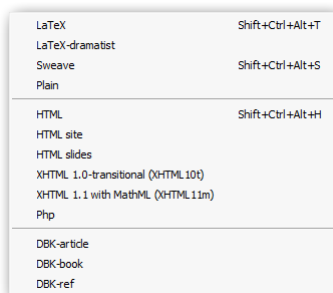 LaTeX Shift+Ctrl+Alt+T
LaTeX-dramatist
Sweave Shift+Ctrl+Alt+S
Plain
HTML Shift+Ctrl+Alt+H
HTML site
HTML slides
XHTML 1.0-transitional (XHTML10t)
XHTML 1.1 with MathML (XHTML11m)
Php
DBK-article
DBK-book
DBK-ref